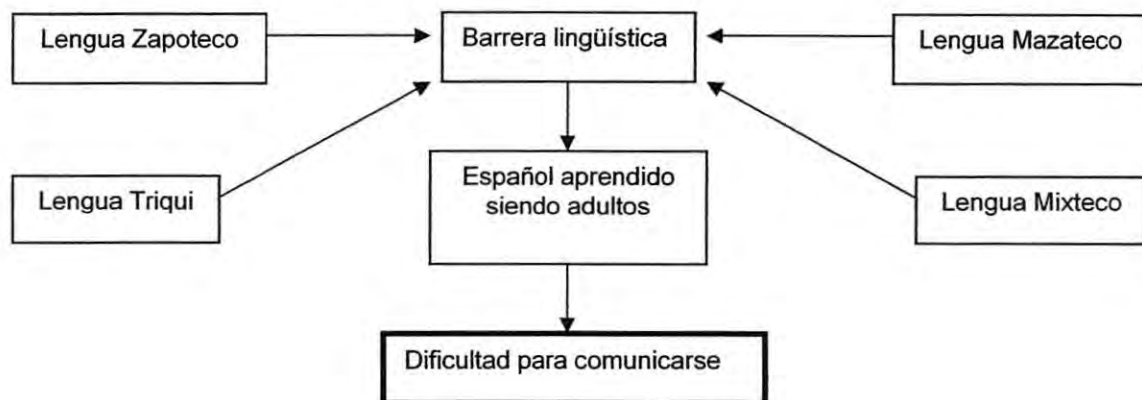 Lengua Zapoteco
Barrera lingüística
Lengua Mazateco
Lengua Triqui
Español aprendido
siendo adultos
Lengua Mixteco
Dificultad para comunicarse